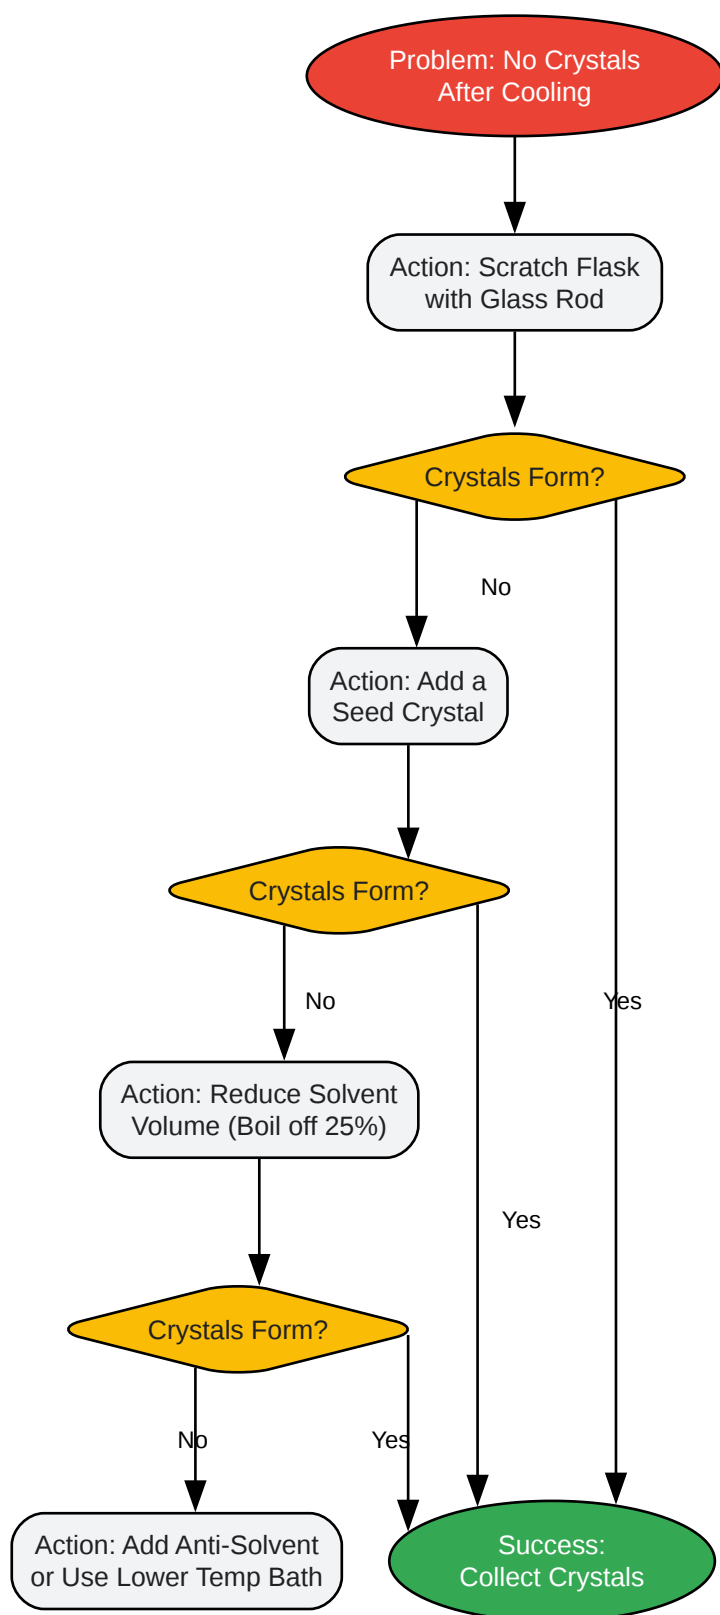 Problem: No Crystals
After Cooling
Action: Scratch Flask
with Glass Rod
Crystals Form?
No
Action: Add a
Seed Crystal
Crystals Form?
No
Yes
Action: Reduce Solvent
Volume (Boil off 25%)
Yes
Crystals Form?
No
Yes
Action: Add Anti-Solvent
or Use Lower Temp Bath
Success:
Collect Crystals